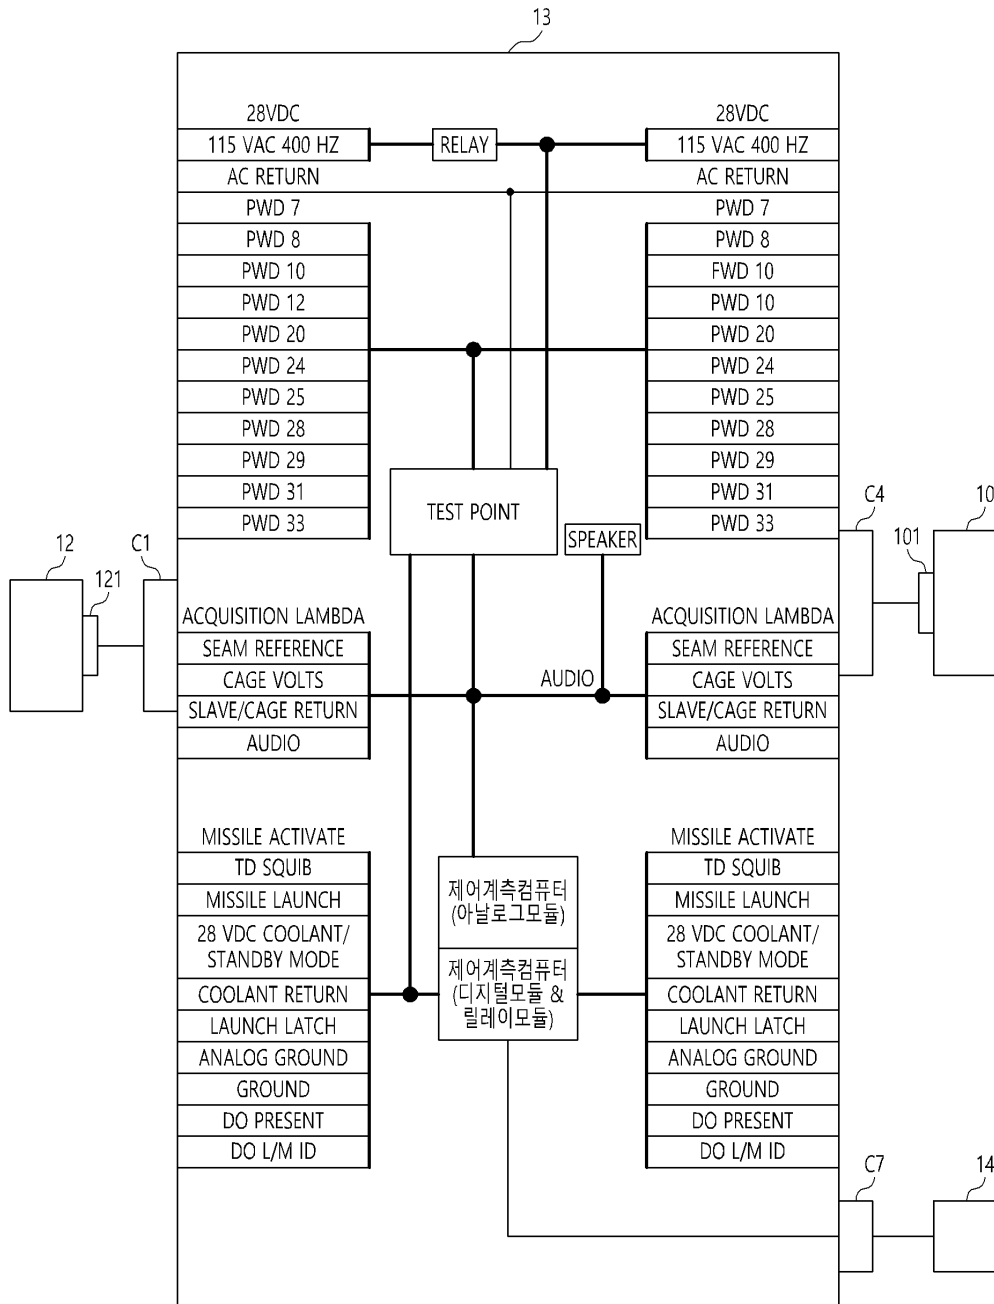 13
28VDC
28VDC
115 VAC 400 HZ
RELAY
115 VAC 400 HZ
AC RETURN
AC RETURN
PWD 7
PWD 7
PWD 8
PWD 8
PWD 10
FWD 10
PWD 12
PWD 10
PWD 20
PWD 20
PWD 24
PWD 24
PWD 25
PWD 25
PWD 28
PWD 28
PWD 29
PWD 29
PWD 31
PWD 31
PWD 33
PWD 33
TEST POINT
SPEAKER
C4
10
101
12
121
C1
ACQUISITION LAMBDA
ACQUISITION LAMBDA
SEAM REFERENCE
SEAM REFERENCE
CAGE VOLTS
AUDIO
CAGE VOLTS
SLAVE/CAGE RETURN
SLAVE/CAGE RETURN
AUDIO
AUDIO
MISSILE ACTIVATE
MISSILE ACTIVATE
TD SQUIB
TD SQUIB
MISSILE LAUNCH
MISSILE LAUNCH
28 VDC COOLANT/
STANDBY MODE
28 VDC COOLANT/
STANDBY MODE
제어계측컴퓨터
(아날로그모듈)
제어계측컴퓨터
(디지털모듈 &
릴레이모듈)
COOLANT RETURN
COOLANT RETURN
LAUNCH LATCH
LAUNCH LATCH
ANALOG GROUND
ANALOG GROUND
GROUND
GROUND
DO PRESENT
DO PRESENT
DO L/M ID
DO L/M ID
C7
14